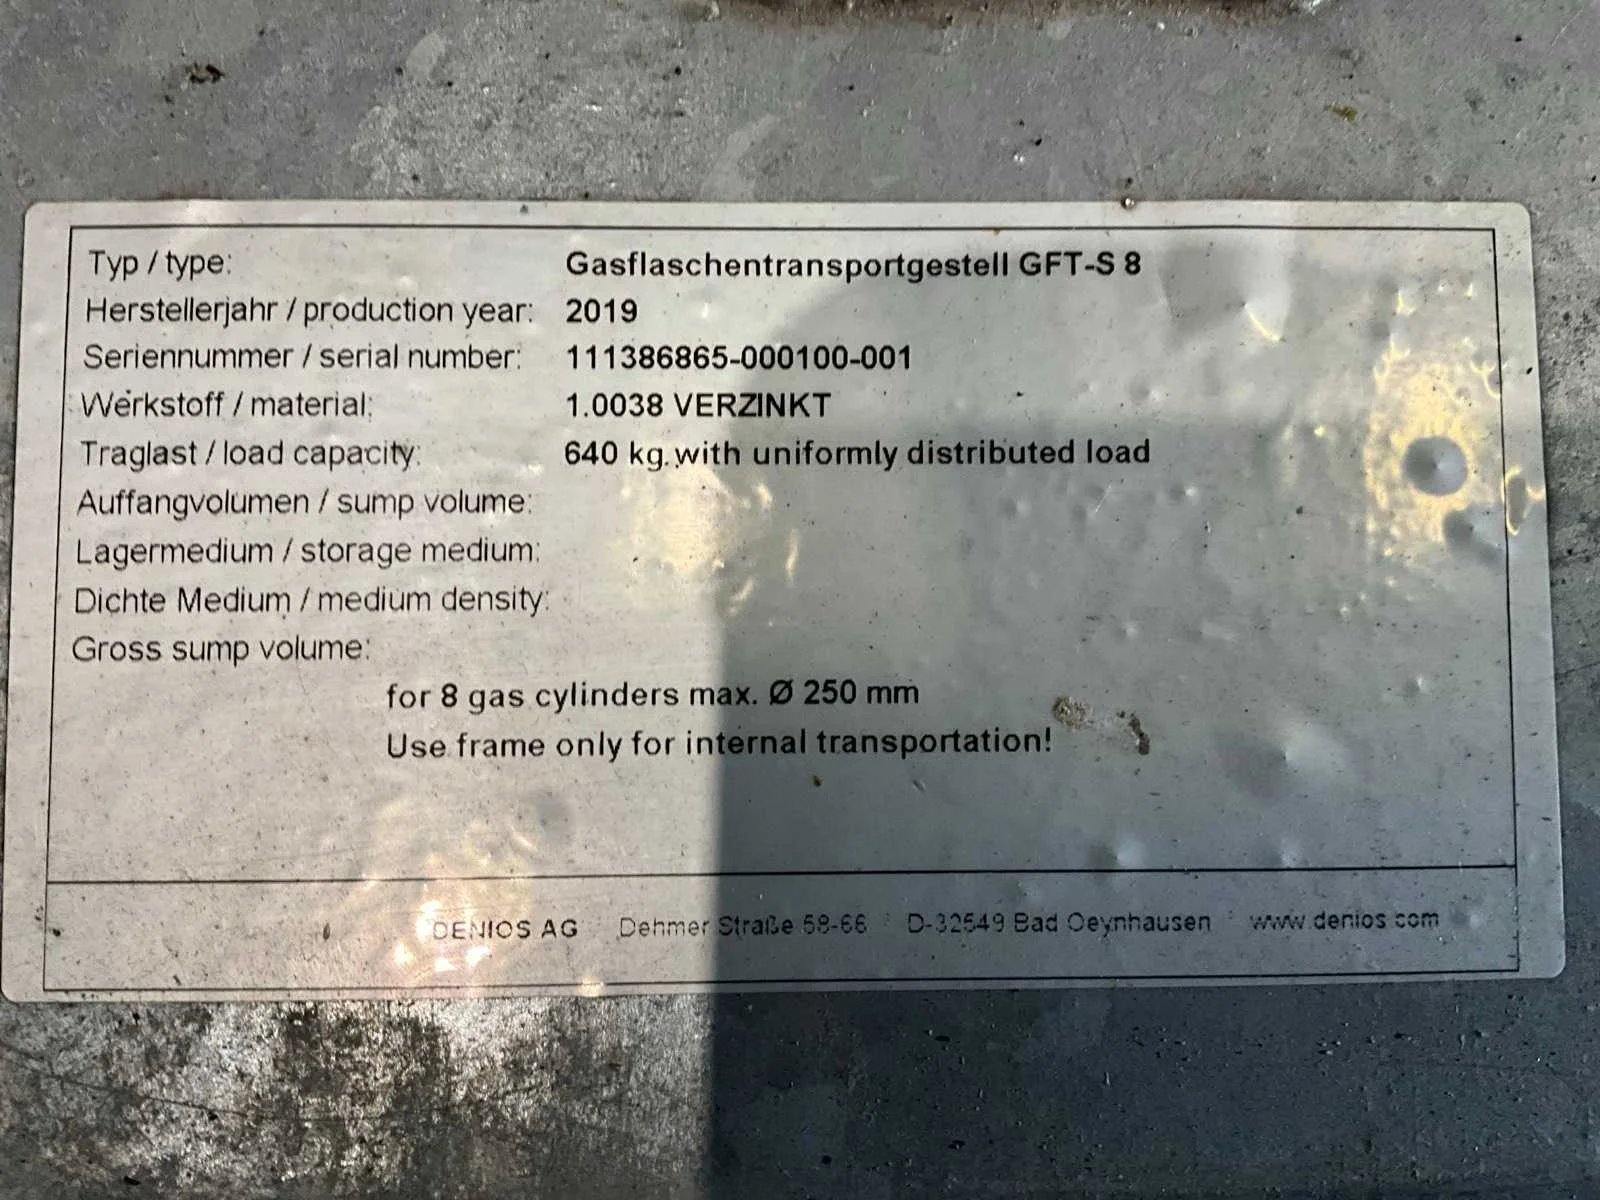 Typ / type: Gasflaschentransportgestell GFT-S 8
Herstellerjahr / production year: 2019
Seriennummer / serial number: 111386865-000100-001
Werkstoff / material: 1.0038 VERZINKT
Traglast / load capacity: 640 kg with uniformly distributed load
Auffangvolumen / sump volume:
Lagermedium / storage medium:
Dichte Medium / medium density:
Gross sump volume:
for 8 gas cylinders max. Ø 250 mm
Use frame only for internal transportation!
DENIOS AG Dehmer Straße 58-66 D-32549 Bad Oeynhausen www.denios.com